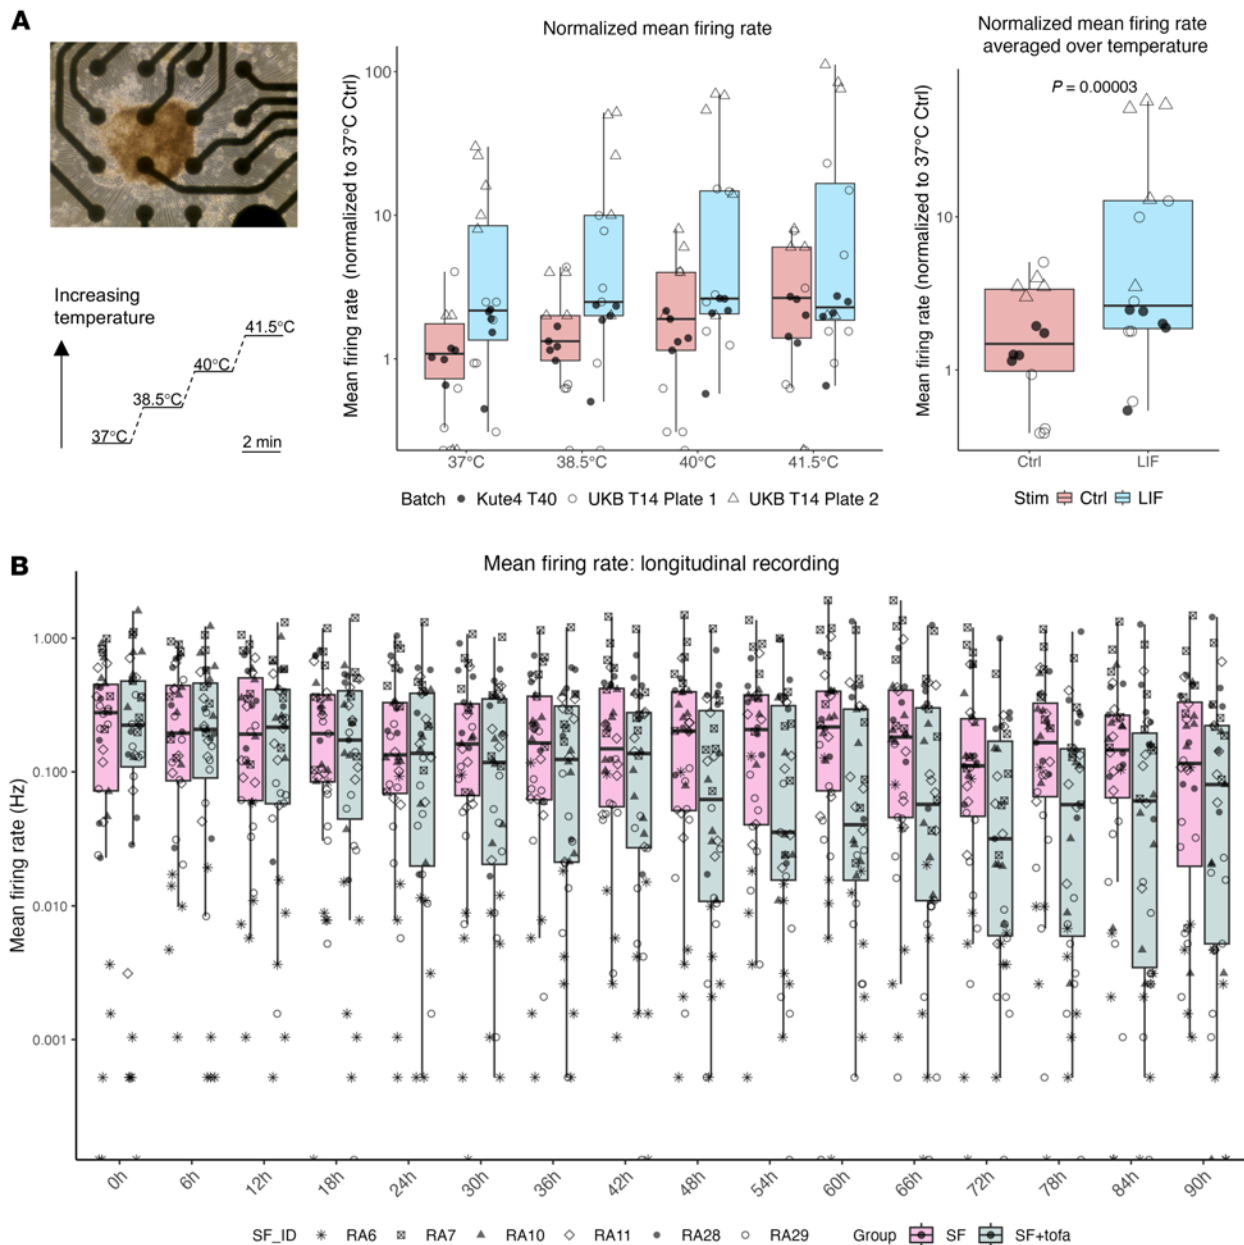 A
Increasing
temperature
41.5°C
40°C
38.5°C
37°C
2 min
Normalized mean firing rate
Mean firing rate (normalized to 37°C Ctrl)
100
10
1
37°C 38.5°C 40°C 41.5°C
Batch Kute4 T40 UKB T14 Plate 1 UKB T14 Plate 2
Normalized mean firing rate
averaged over temperature
P = 0.00003
Mean firing rate (normalized to 37°C Ctrl)
10
1
Ctrl LIF
Stim Ctrl LIF
B
Mean firing rate: longitudinal recording
Mean firing rate (Hz)
1.000
0.100
0.010
0.001
0h 6h 12h 18h 24h 30h 36h 42h 48h 54h 60h 66h 72h 78h 84h 90h
SF_ID RA6 RA7 RA10 RA11 RA28 RA29 Group SF SF+tofa